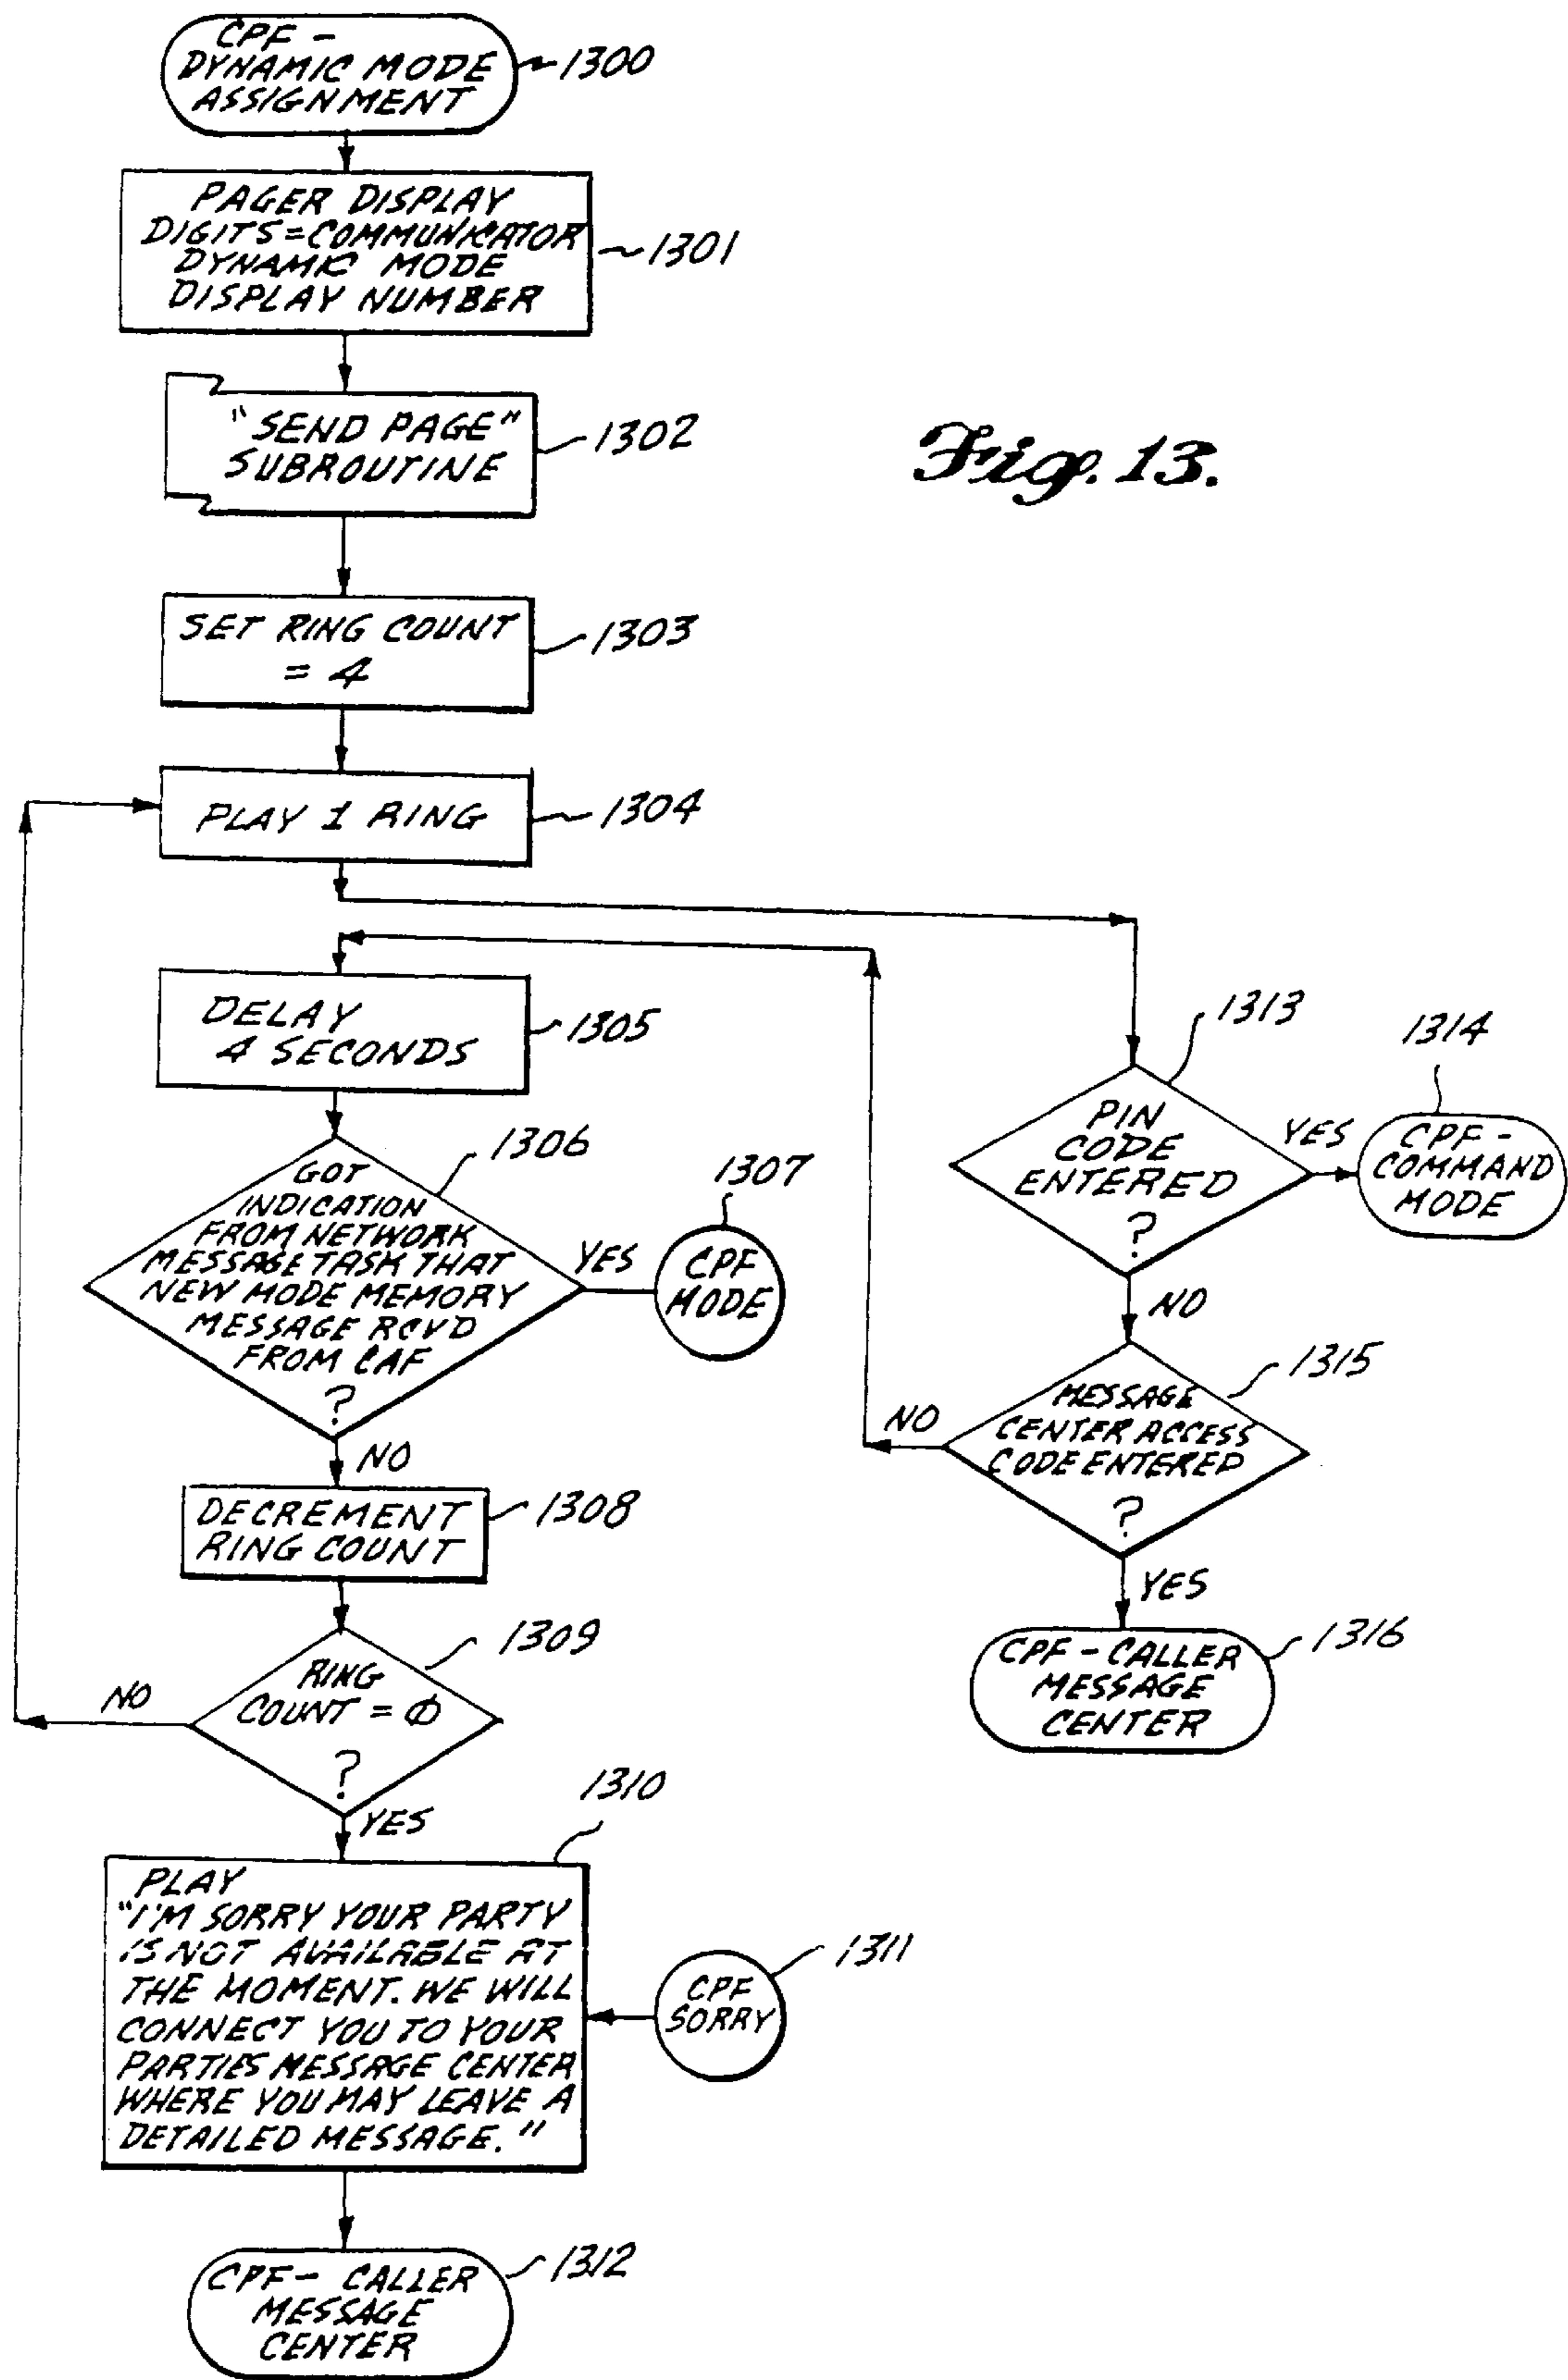 CPF -
DYNAMIC MODE
ASSIGNMENT
1300
PAGER DISPLAY
DIGITS = COMMUNICATOR
DYNAMIC MODE
DISPLAY NUMBER
1301
"SEND PAGE"
SUBROUTINE
1302
Fig. 13.
SET RING COUNT
= 4
1303
PLAY 1 RING
1304
DELAY
4 SECONDS
1305
GOT
INDICATION
FROM NETWORK
MESSAGE TASK THAT
NEW MODE MEMORY
MESSAGE RCVD
FROM CAF
?
1306
YES
CPF
MODE
1307
NO
DECREMENT
RING COUNT
1308
RING
COUNT = Ø
?
1309
NO
YES
PLAY
"I'M SORRY YOUR PARTY
IS NOT AVAILABLE AT
THE MOMENT. WE WILL
CONNECT YOU TO YOUR
PARTIES MESSAGE CENTER
WHERE YOU MAY LEAVE A
DETAILED MESSAGE."
1310
CPF
SORRY
1311
CPF - CALLER
MESSAGE
CENTER
1312
PIN
CODE
ENTERED
?
1313
YES
CPF -
COMMAND
MODE
1314
NO
MESSAGE
CENTER ACCESS
CODE ENTERED
?
1315
NO
YES
CPF - CALLER
MESSAGE
CENTER
1316